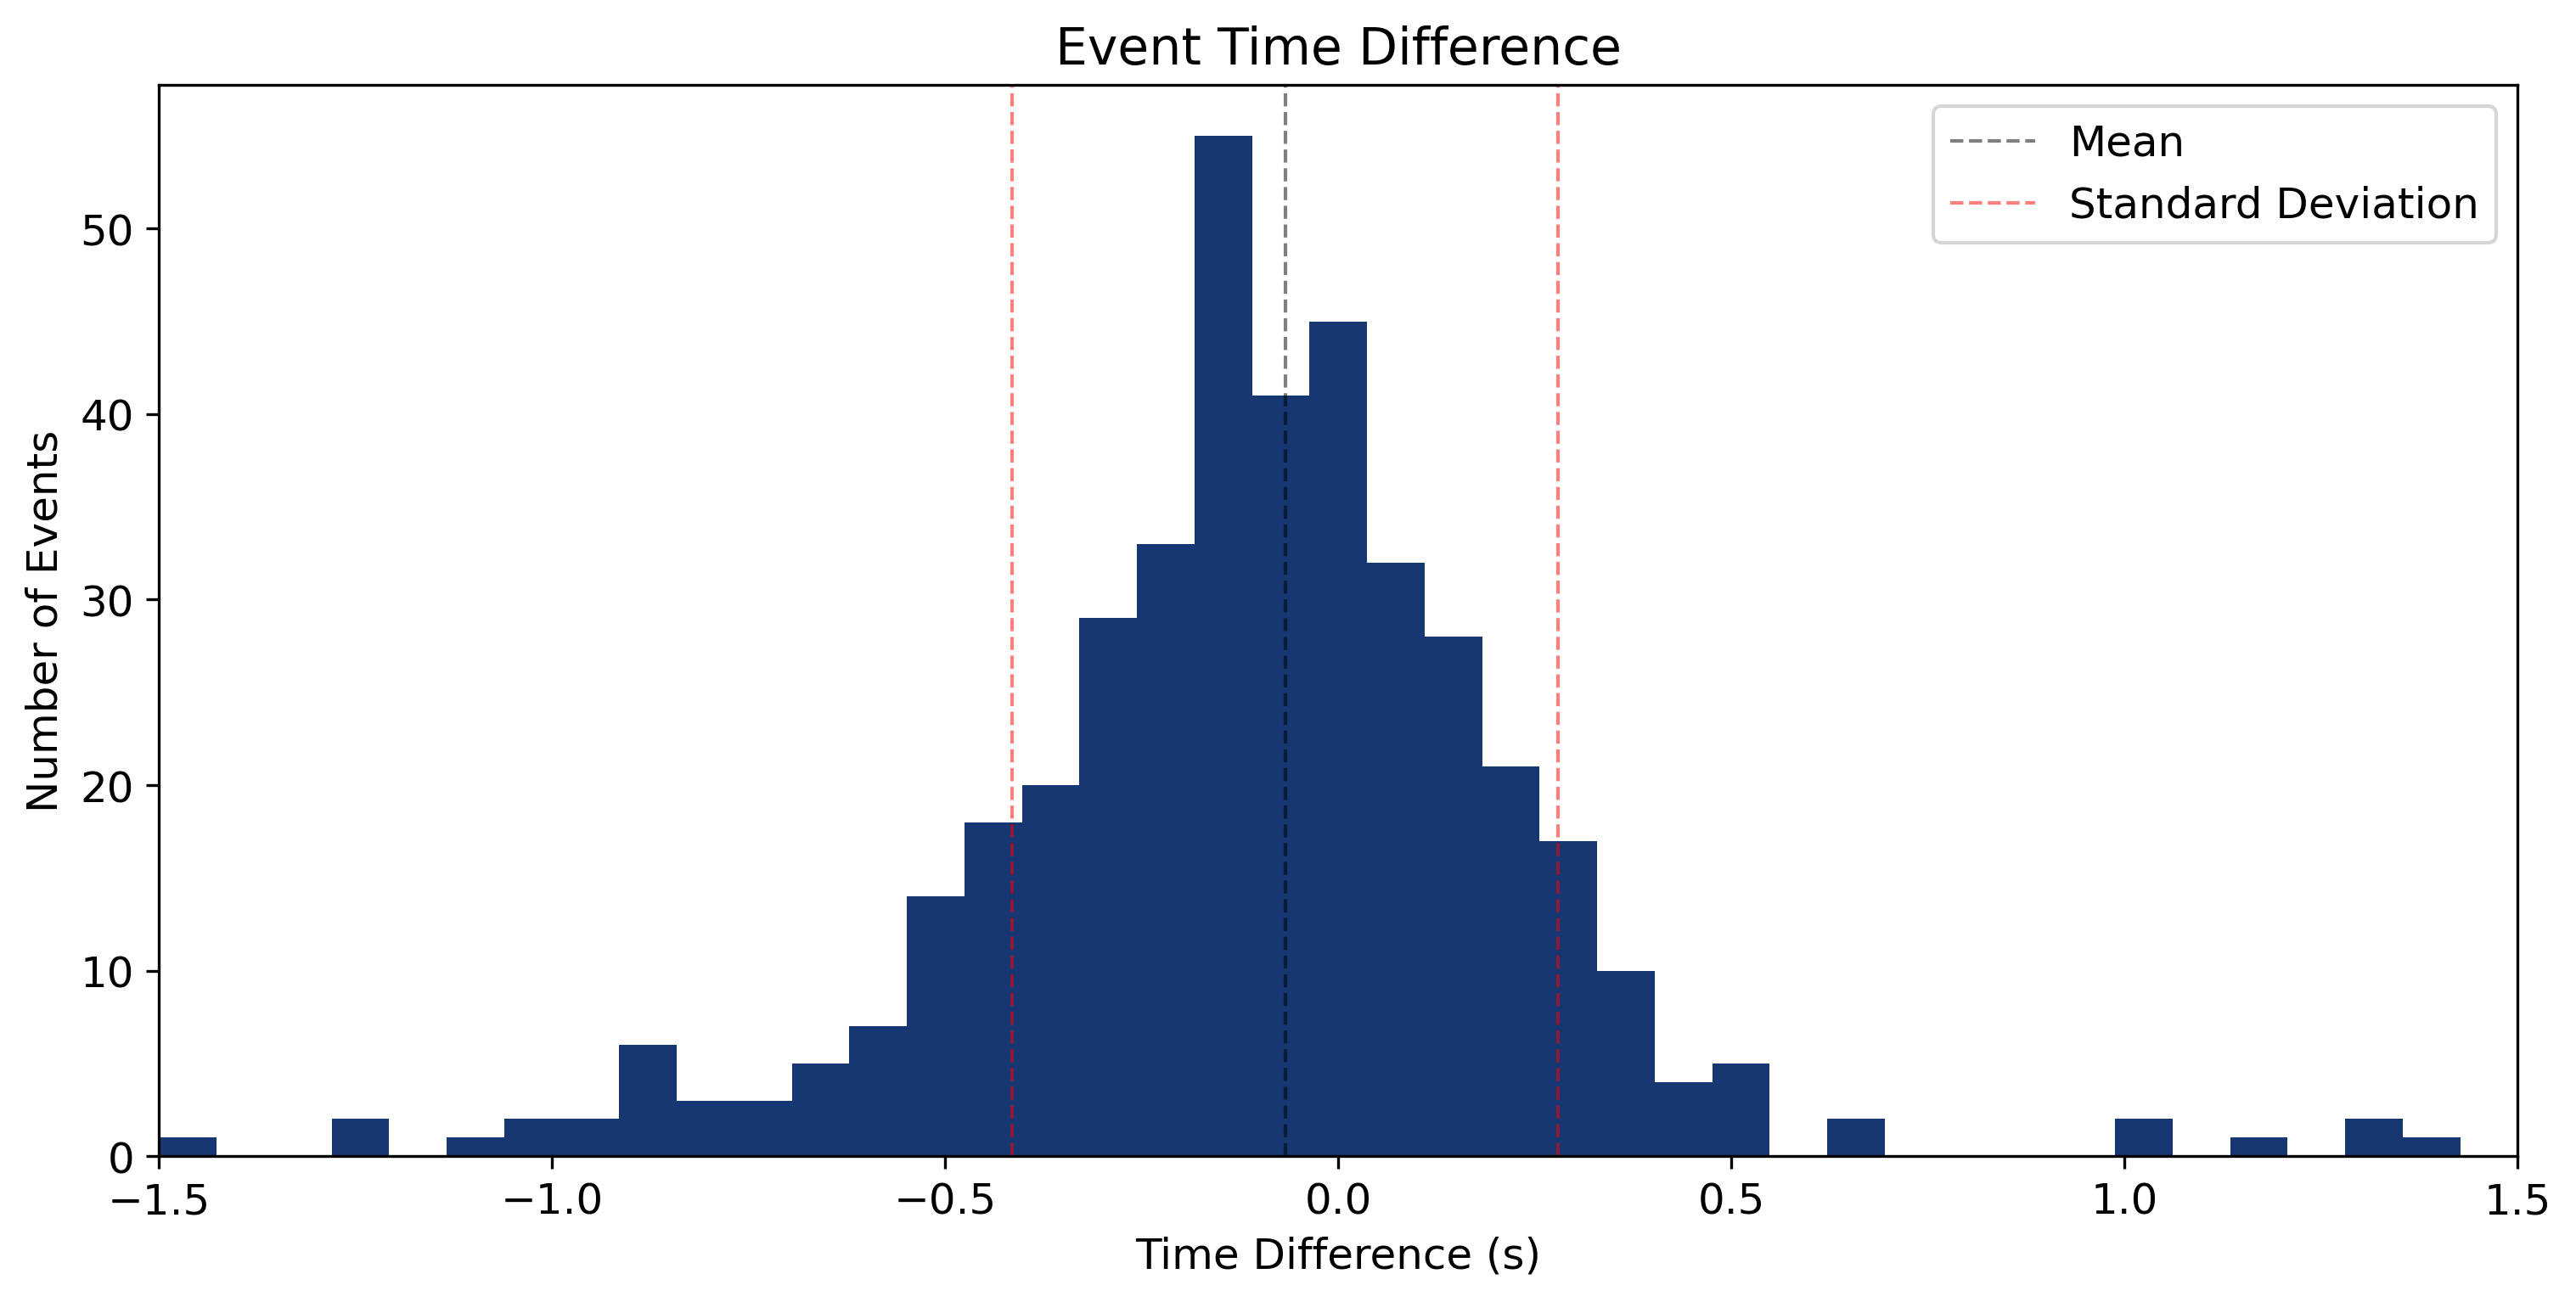 Event Time Difference
Mean
Standard Deviation
Number of Events
50
40
30
20
10
0
−1.5 −1.0 −0.5 0.0 0.5 1.0 1.5
Time Difference (s)